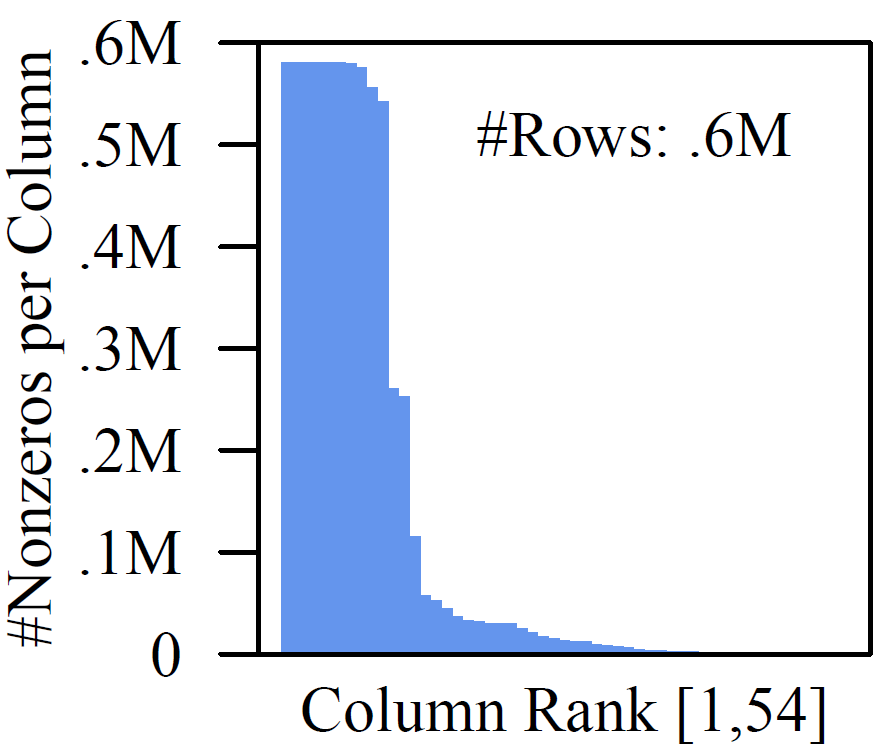 #Nonzeros per Column
.6M
.5M
.4M
.3M
.2M
.1M
0
#Rows: .6M
Column Rank [1,54]